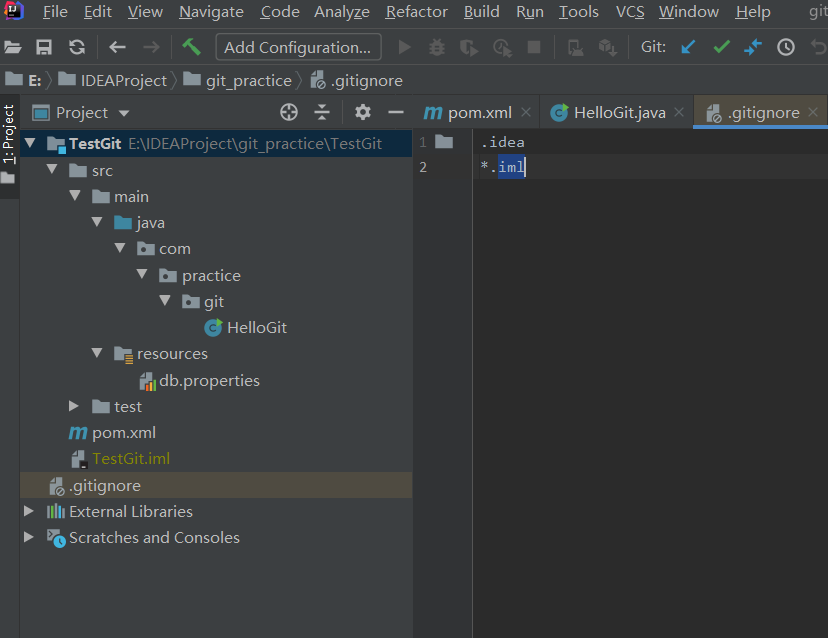 File Edit View Navigate Code Analyze Refactor Build Run Tools VCS Window Help git
Add Configuration... Git:
E: IDEAProject git_practice .gitignore
1: Project
Project
pom.xml HelloGit.java .gitignore
TestGit E:\IDEAProject\git_practice\TestGit
src
main
java
com
practice
git
HelloGit
resources
db.properties
test
pom.xml
TestGit.iml
.gitignore
External Libraries
Scratches and Consoles
1 .idea
2 *.iml